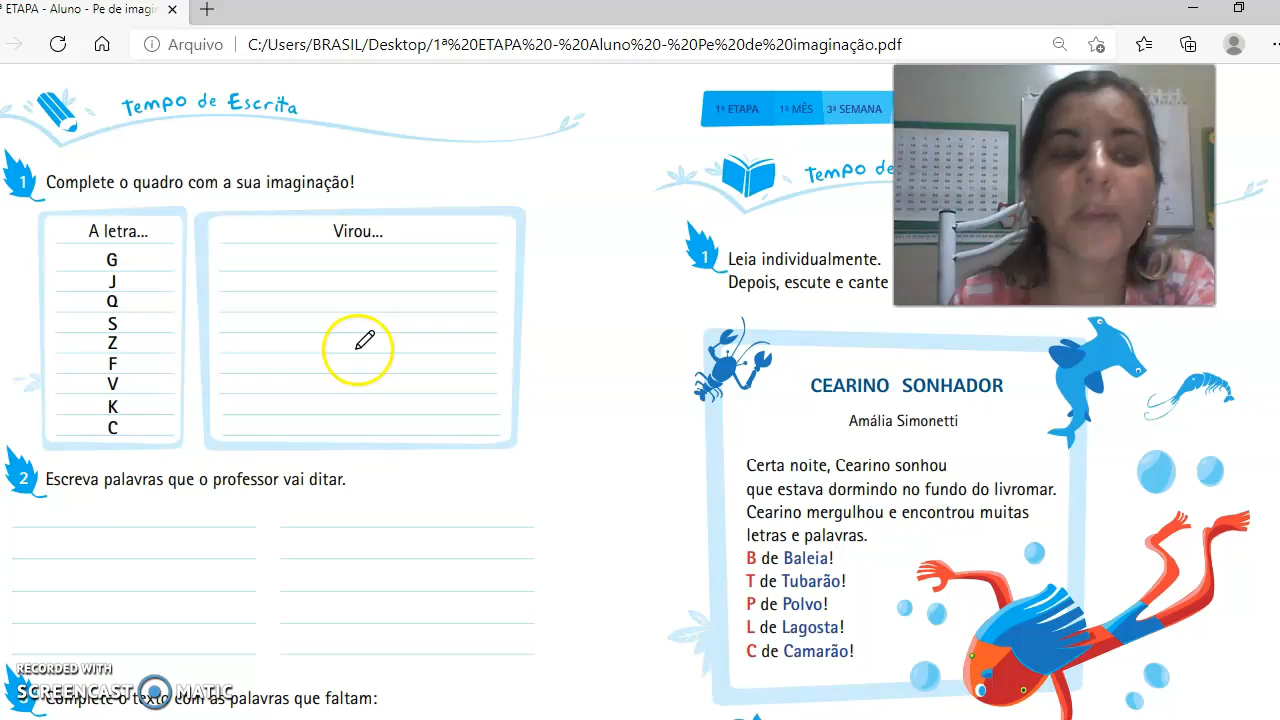 ª ETAPA - Aluno - Pe de imagin
Arquivo
C:/Users/BRASIL/Desktop/1ª%20ETAPA%20-%20Aluno%20-%20Pe%20de%20imaginação.pdf
Tempo de Escrita
1 Complete o quadro com a sua imaginação!
A letra...
G
J
Q
S
Z
F
V
K
C
Virou...
2 Escreva palavras que o professor vai ditar.
Complete o texto com as palavras que faltam:
RECORDED WITH
SCREENCAST MATIC
1ª ETAPA 1º MÊS 3ª SEMANA
Tempo de
1 Leia individualmente.
Depois, escute e cante
CEARINO SONHADOR
Amália Simonetti
Certa noite, Cearino sonhou
que estava dormindo no fundo do livromar.
Cearino mergulhou e encontrou muitas
letras e palavras.
B de Baleia!
T de Tubarão!
P de Polvo!
L de Lagosta!
C de Camarão!